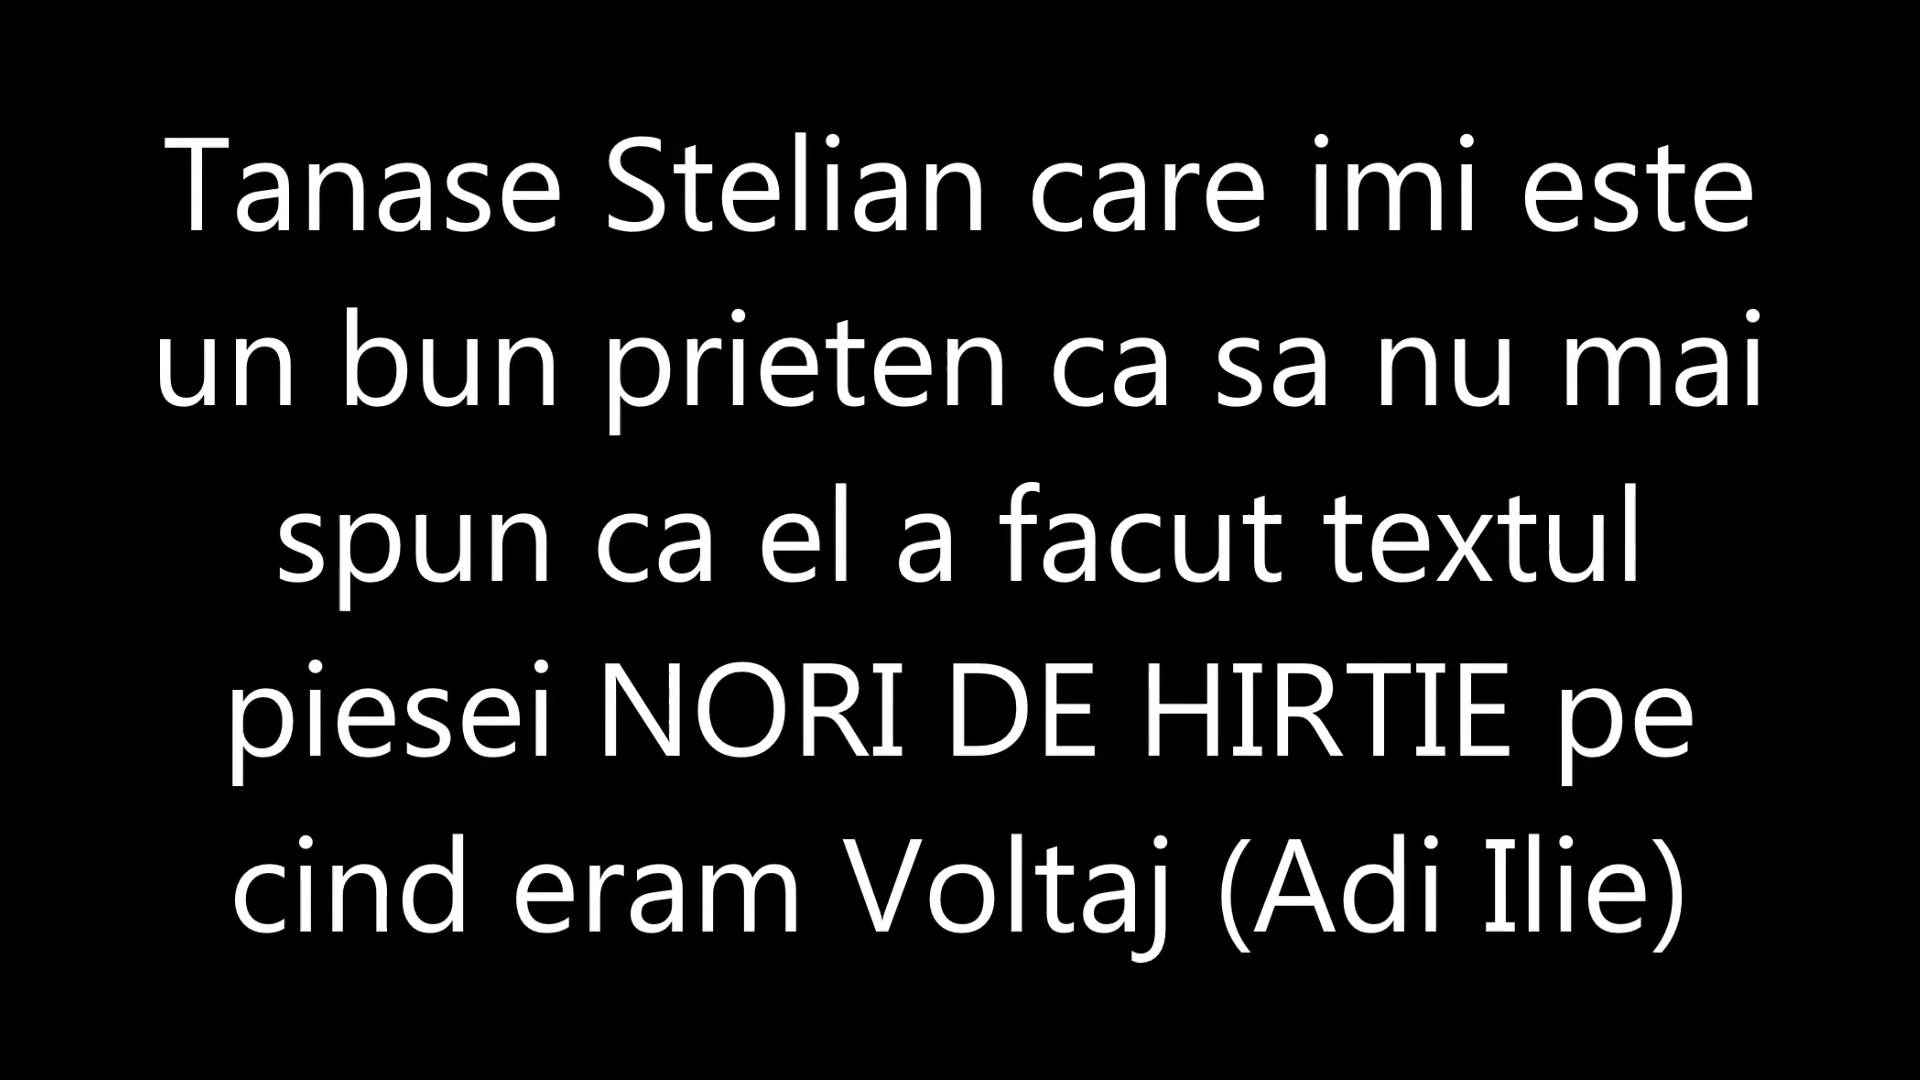 Tanase Stelian care imi este
un bun prieten ca sa nu mai
spun ca el a facut textul
piesei NORI DE HIRTIE pe
cind eram Voltaj (Adi Ilie)